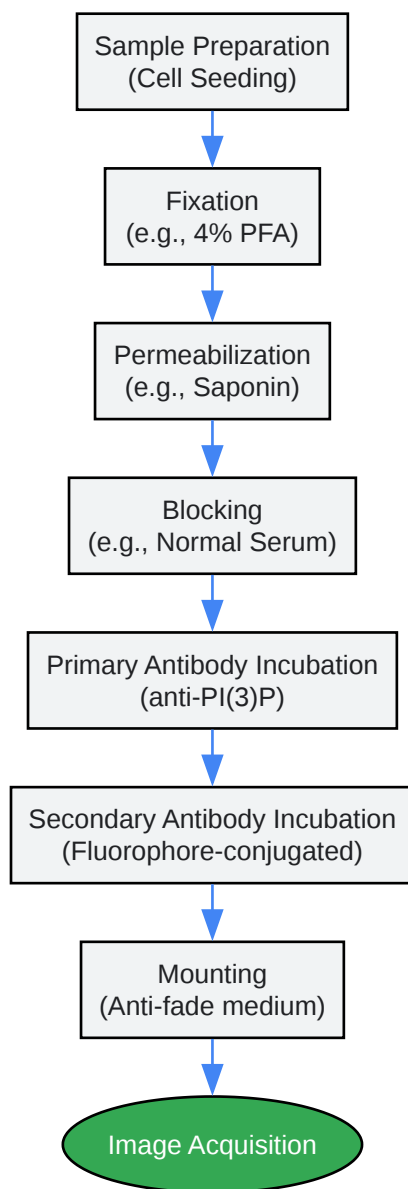 Sample Preparation
(Cell Seeding)
Fixation
(e.g., 4% PFA)
Permeabilization
(e.g., Saponin)
Blocking
(e.g., Normal Serum)
Primary Antibody Incubation
(anti-PI(3)P)
Secondary Antibody Incubation
(Fluorophore-conjugated)
Mounting
(Anti-fade medium)
Image Acquisition